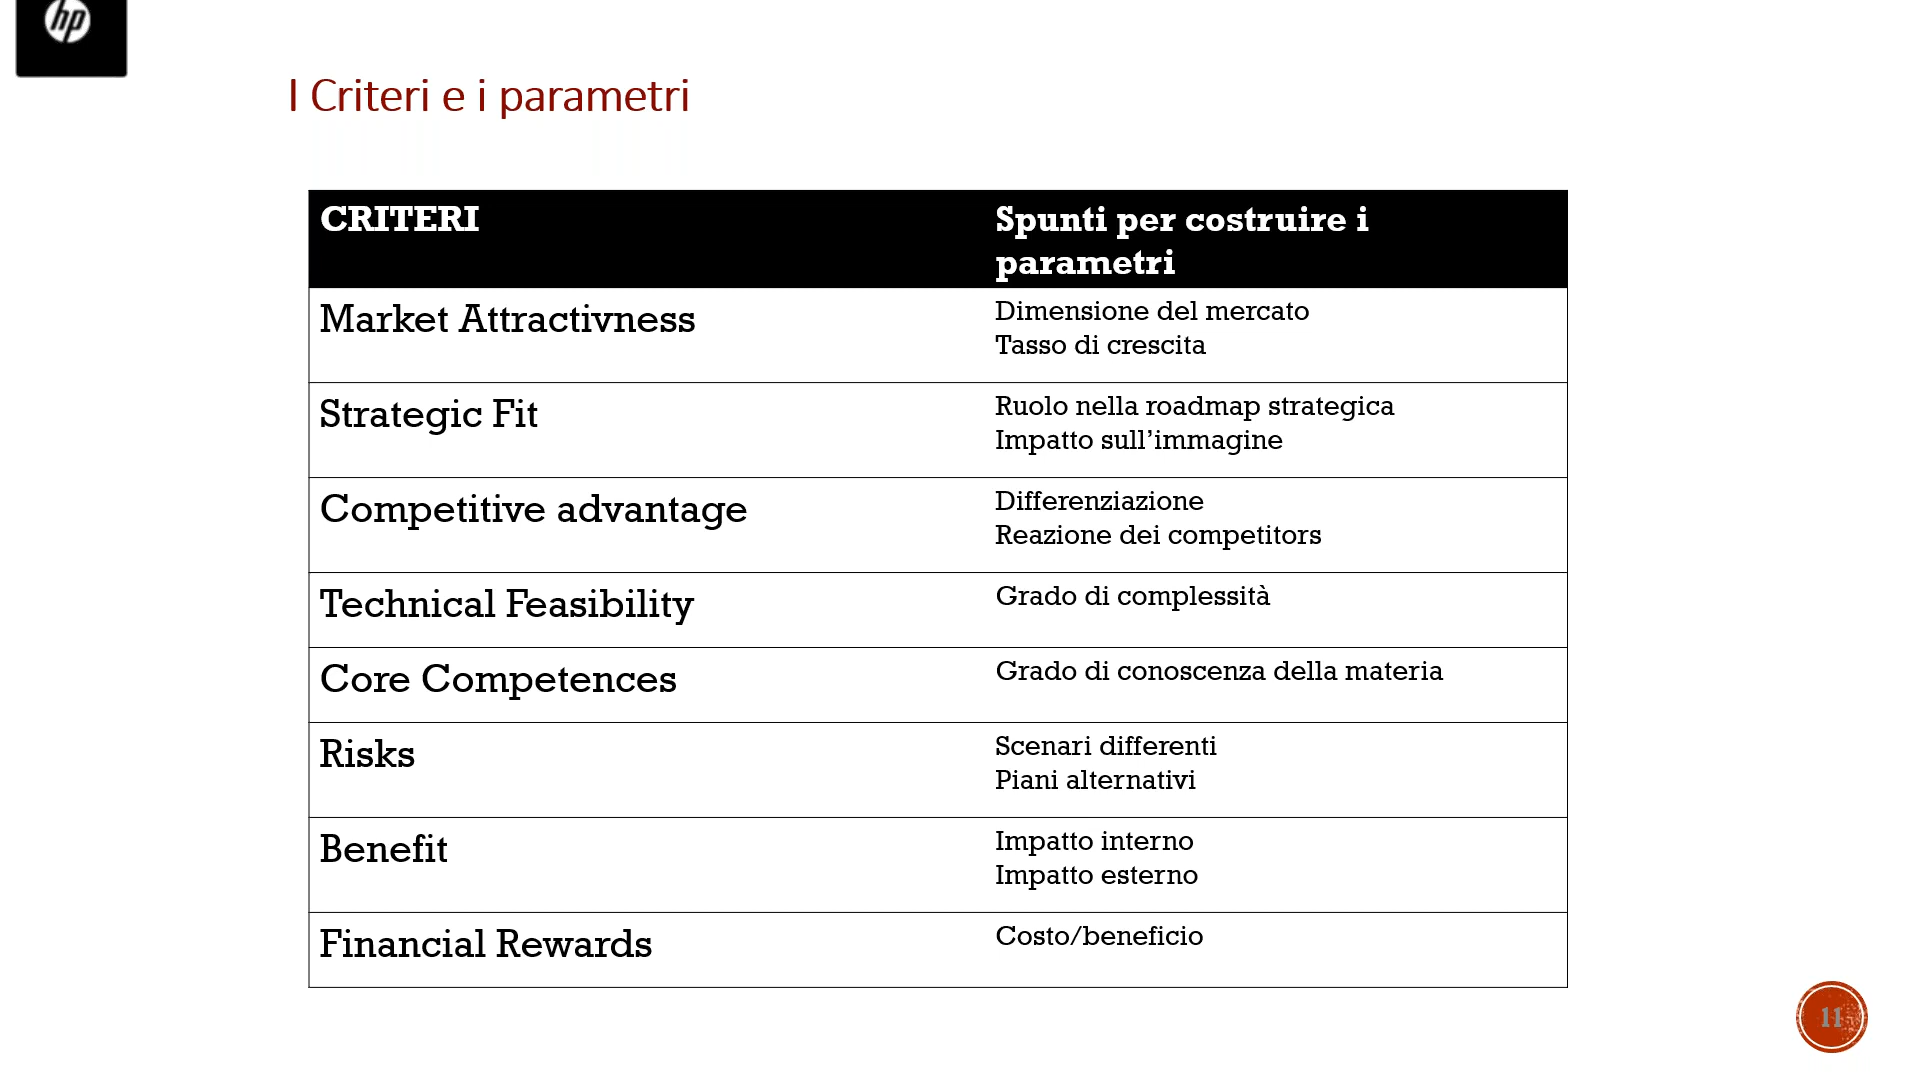 hp
I Criteri e i parametri
CRITERI
Spunti per costruire i
parametri
Market Attractivness
Dimensione del mercato
Tasso di crescita
Strategic Fit
Ruolo nella roadmap strategica
Impatto sull’immagine
Competitive advantage
Differenziazione
Reazione dei competitors
Technical Feasibility
Grado di complessità
Core Competences
Grado di conoscenza della materia
Risks
Scenari differenti
Piani alternativi
Benefit
Impatto interno
Impatto esterno
Financial Rewards
Costo/beneficio
11